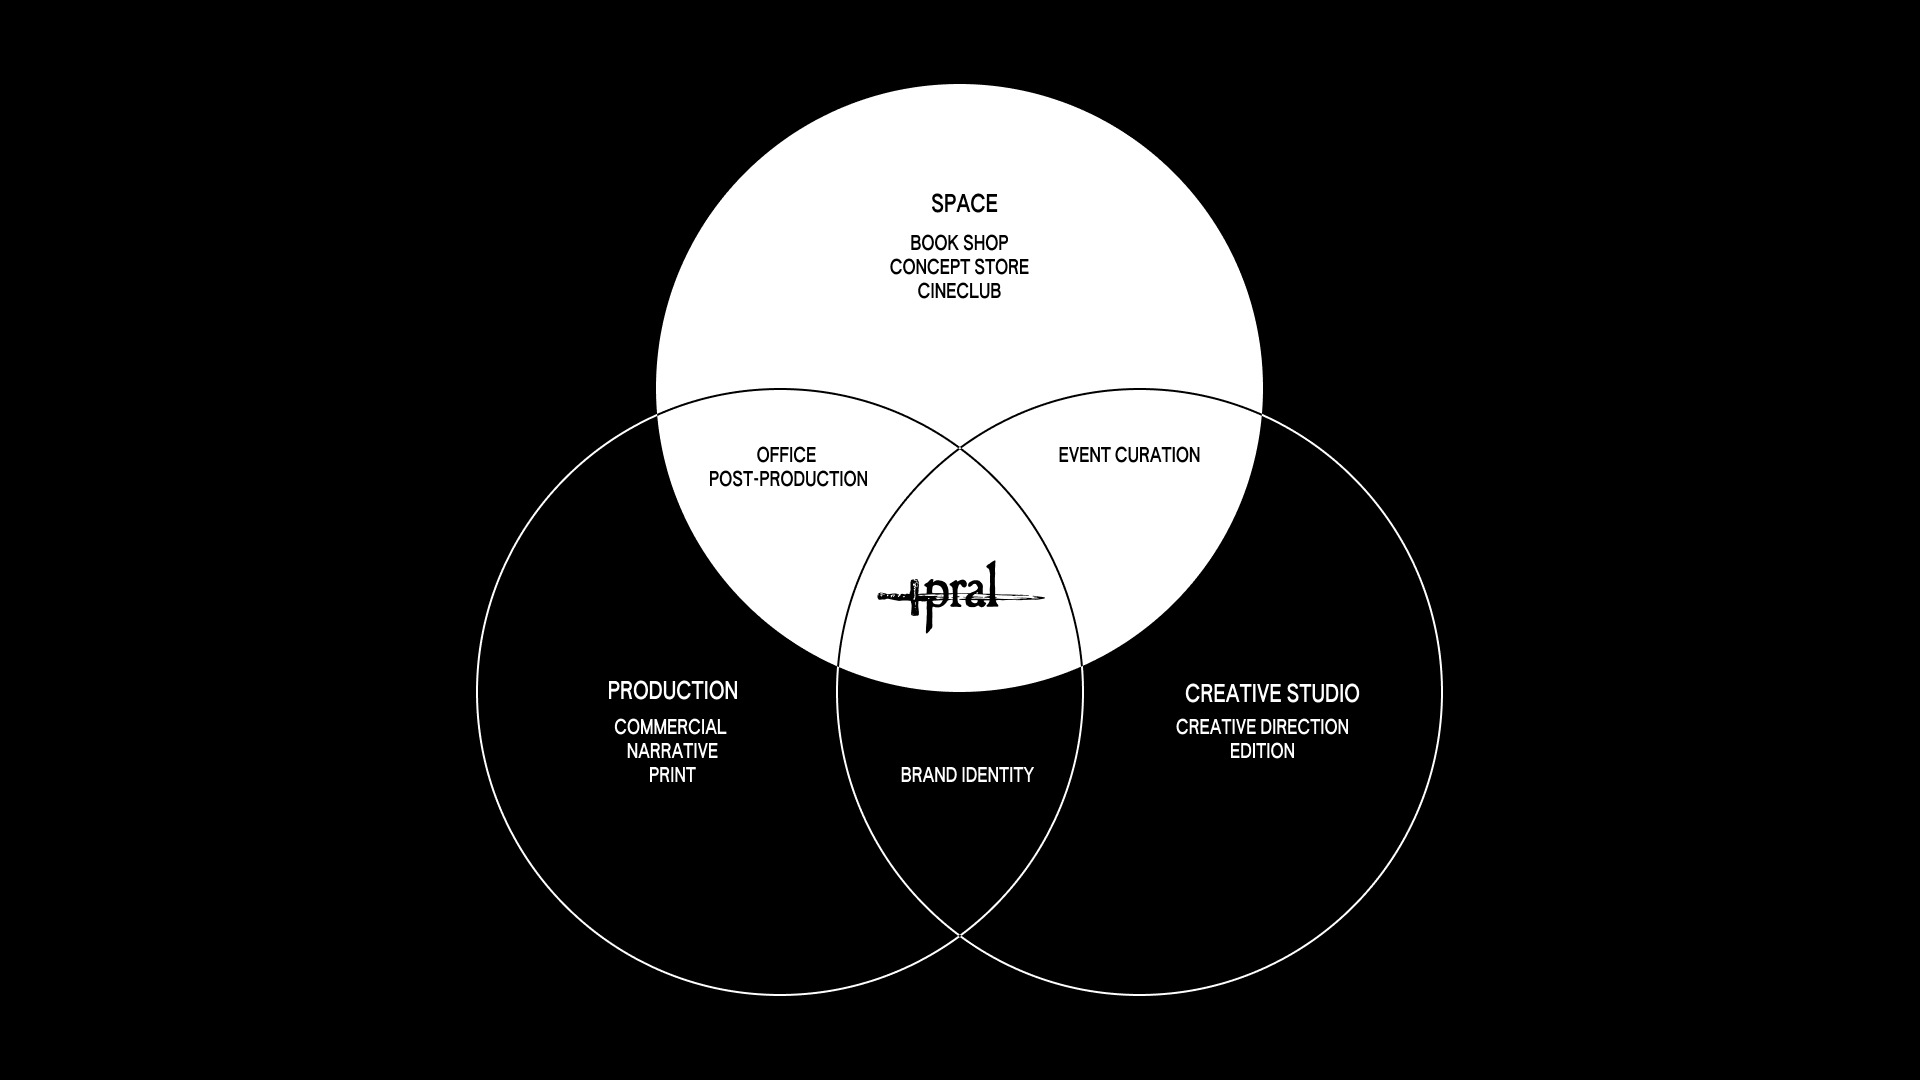 SPACE
BOOK SHOP
CONCEPT STORE
CINECLUB
OFFICE
POST-PRODUCTION
EVENT CURATION
pral
PRODUCTION
COMMERCIAL
NARRATIVE
PRINT
BRAND IDENTITY
CREATIVE STUDIO
CREATIVE DIRECTION
EDITION